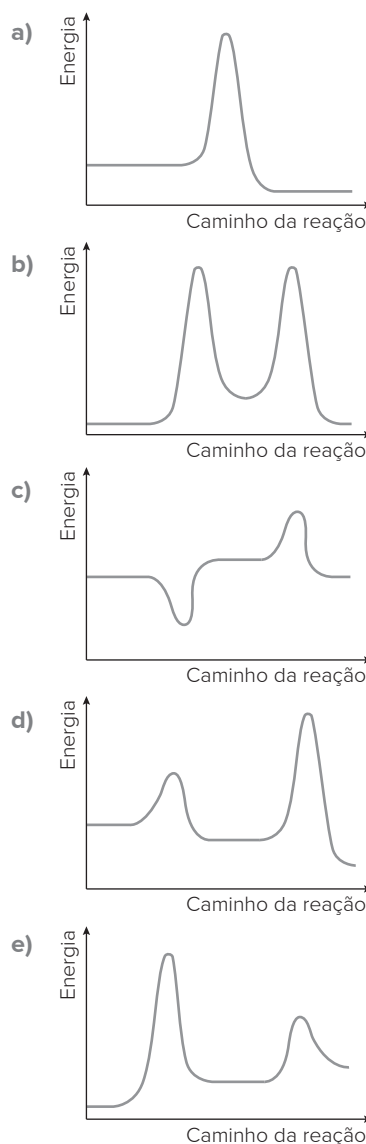 a)
Energia
Caminho da reação
b)
Energia
Caminho da reação
c)
Energia
Caminho da reação
d)
Energia
Caminho da reação
e)
Energia
Caminho da reação